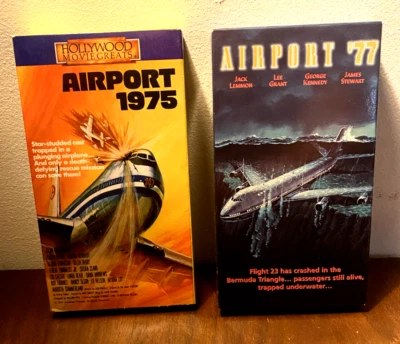 HOLLYWOOD
MOVIE GREATS
AIRPORT
1975
Star-studded cast
trapped in a
plunging airplane...
And only a death-
defying rescue mission
can save them!
AIRPORT '77
JACK
LEMMON
LEE
GRANT
GEORGE
KENNEDY
JAMES
STEWART
Flight 23 has crashed in the
Bermuda Triangle... passengers still alive,
trapped underwater...